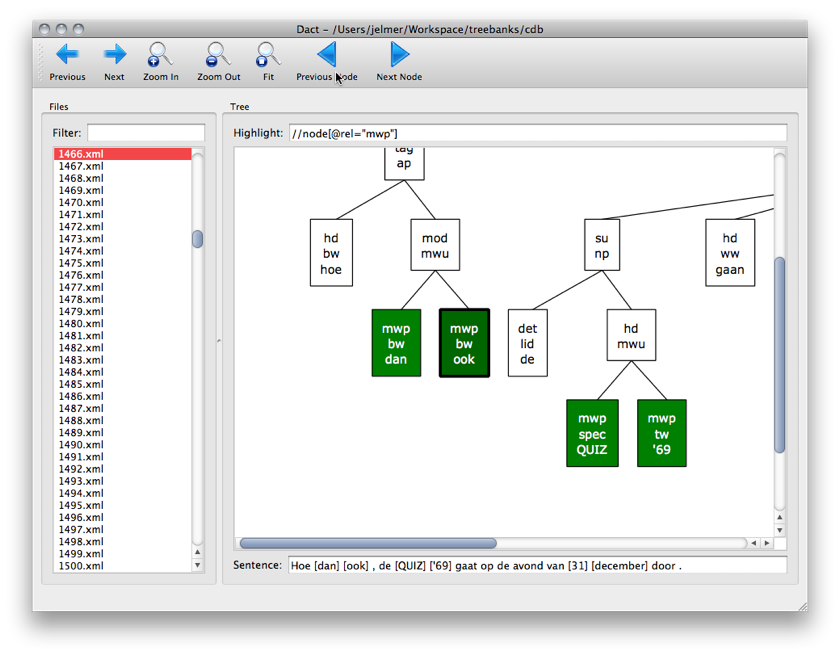 Dact – /Users/jelmer/Workspace/treebanks/cdb
Previous
Next
Zoom In
Zoom Out
Fit
Previous Node
Next Node
Files
Filter:
1466.xml
1467.xml
1468.xml
1469.xml
1470.xml
1471.xml
1472.xml
1473.xml
1474.xml
1475.xml
1476.xml
1477.xml
1478.xml
1479.xml
1480.xml
1481.xml
1482.xml
1483.xml
1484.xml
1485.xml
1486.xml
1487.xml
1488.xml
1489.xml
1490.xml
1491.xml
1492.xml
1493.xml
1494.xml
1495.xml
1496.xml
1497.xml
1498.xml
1499.xml
1500.xml
Tree
Highlight: //node[@rel="mwp"]
tag
ap
hd
bw
hoe
mod
mwu
su
np
hd
ww
gaan
mwp
bw
dan
mwp
bw
ook
det
lid
de
hd
mwu
mwp
spec
QUIZ
mwp
tw
'69
Sentence: Hoe [dan] [ook] , de [QUIZ] ['69] gaat op de avond van [31] [december] door .